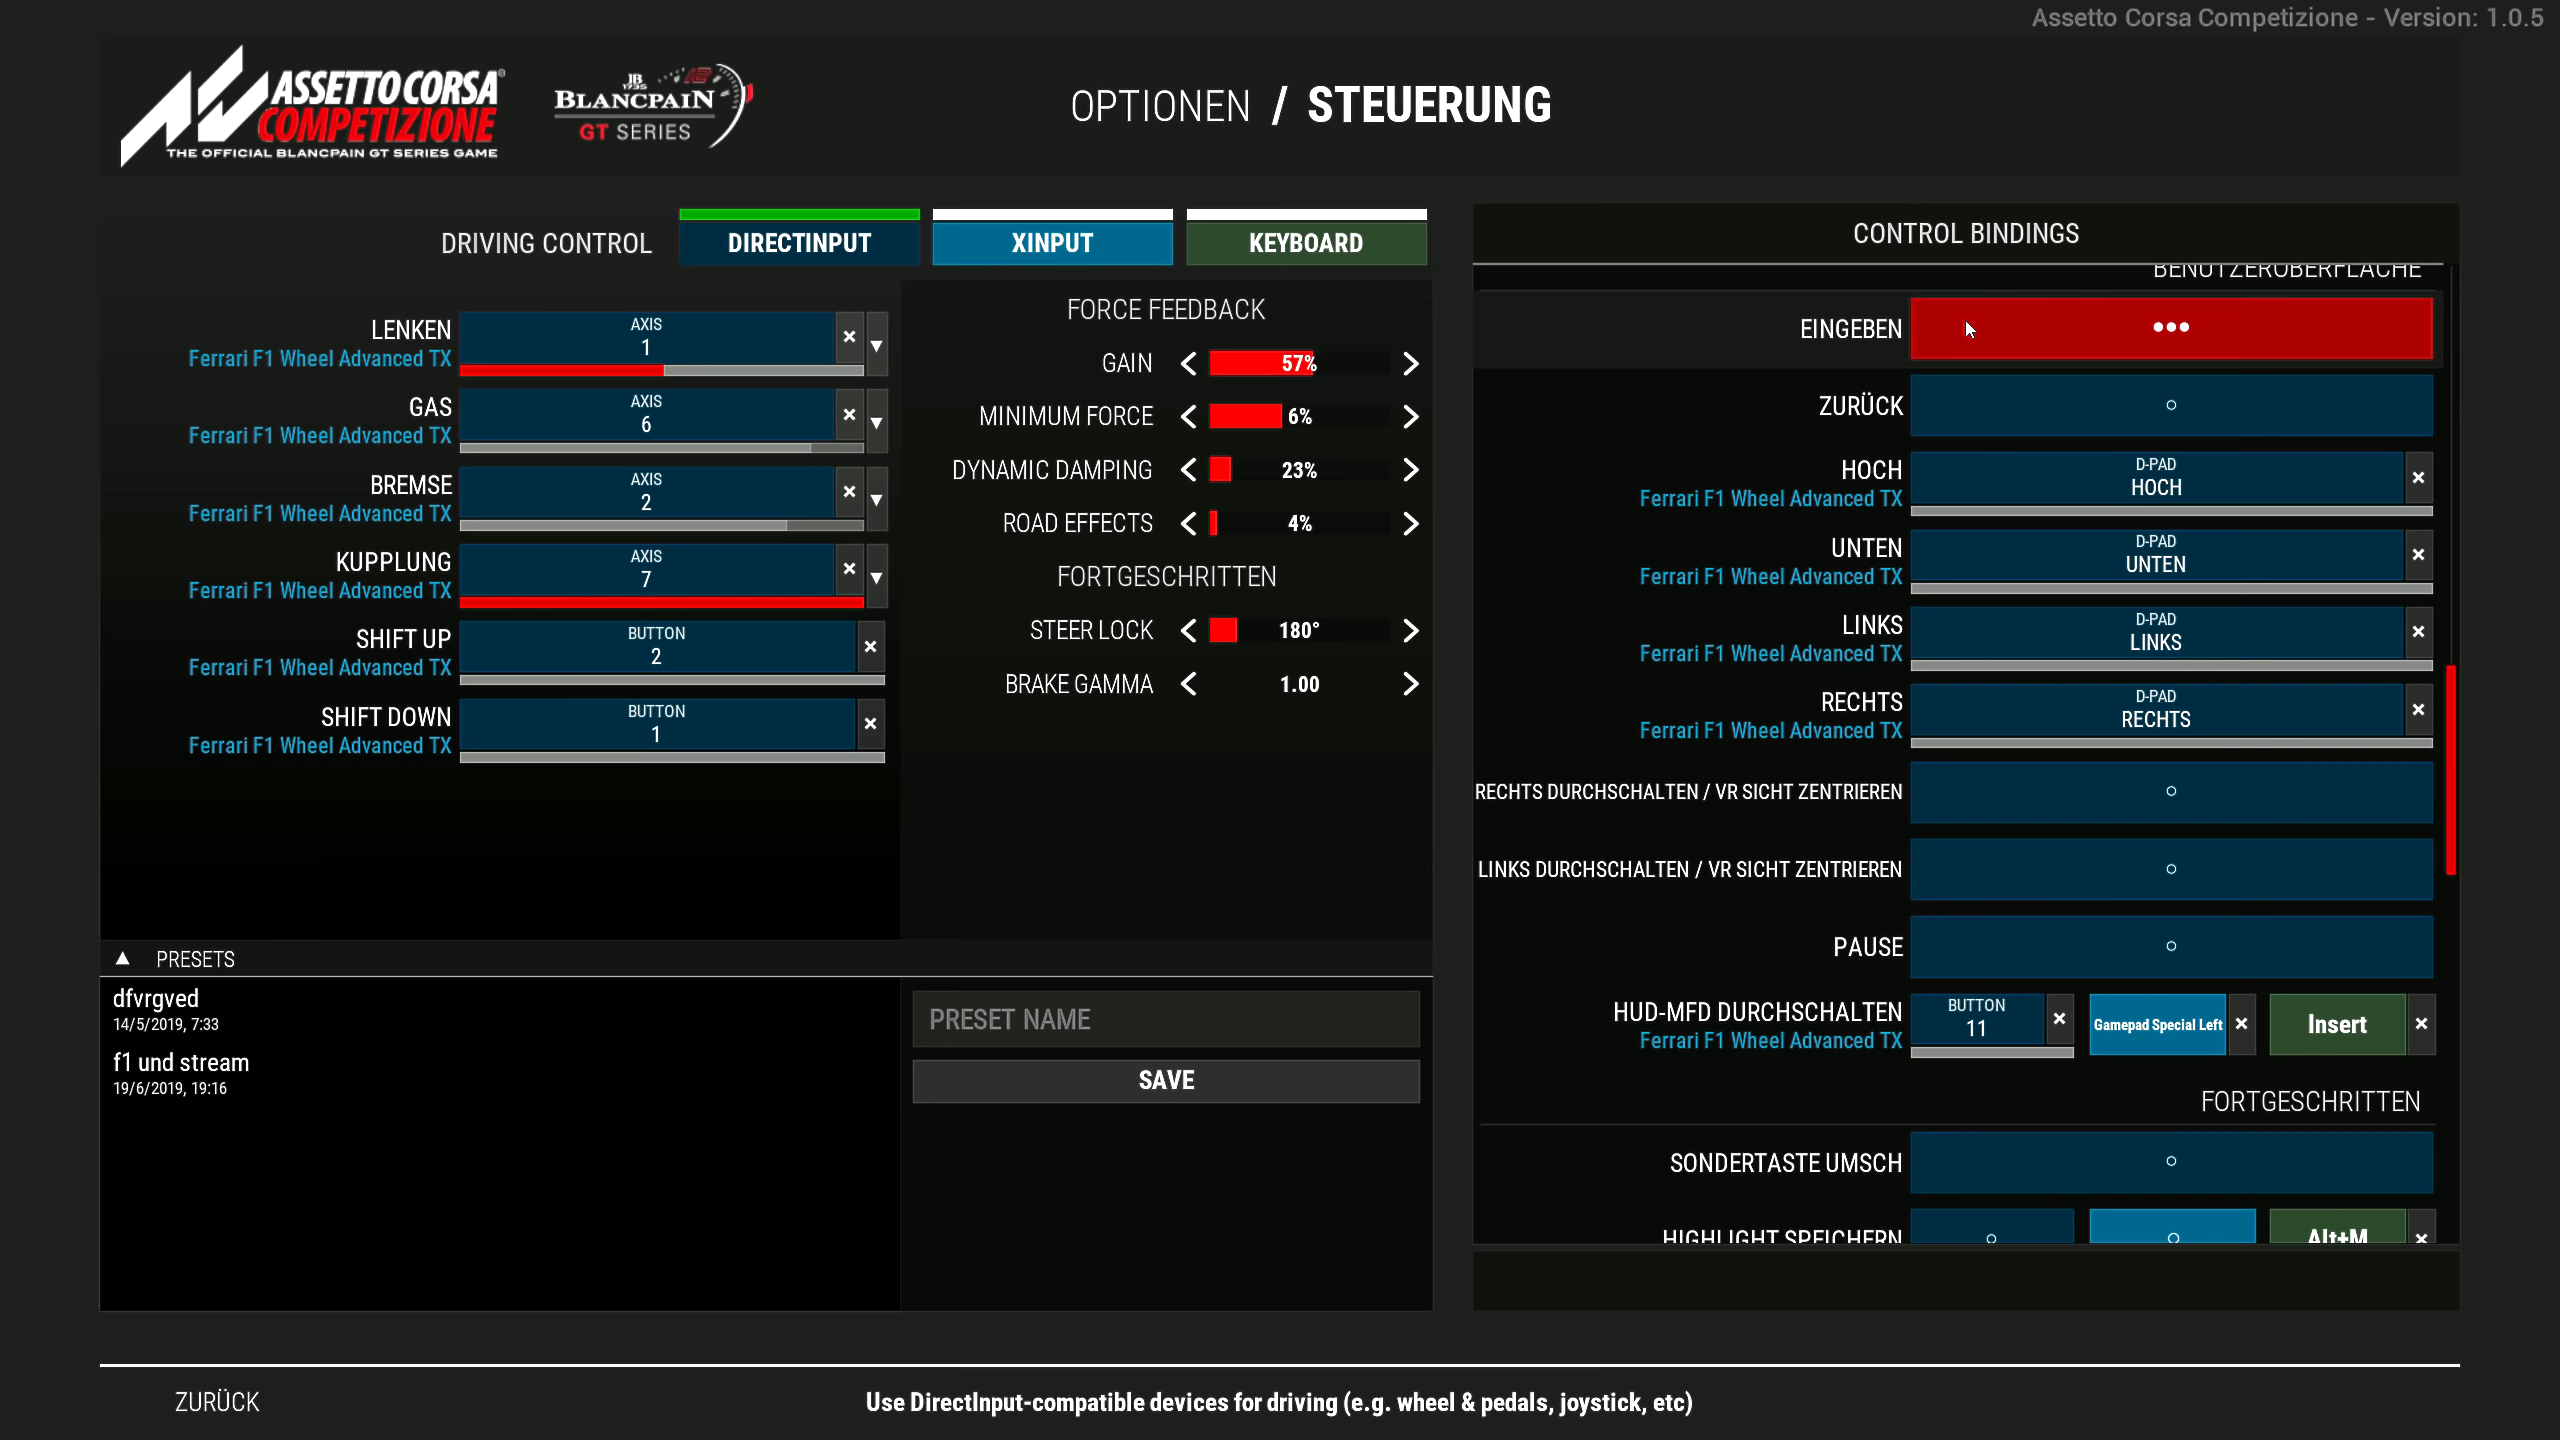 Assetto Corsa Competizione - Version: 1.0.5
ASSETTO CORSA
COMPETIZIONE
THE OFFICIAL BLANCPAIN GT SERIES GAME
JB
1735
BLANCPAIN
GT SERIES
12
OPTIONEN / STEUERUNG
DRIVING CONTROL
DIRECTINPUT
XINPUT
KEYBOARD
LENKEN
Ferrari F1 Wheel Advanced TX
AXIS
1
GAS
Ferrari F1 Wheel Advanced TX
AXIS
6
BREMSE
Ferrari F1 Wheel Advanced TX
AXIS
2
KUPPLUNG
Ferrari F1 Wheel Advanced TX
AXIS
7
SHIFT UP
Ferrari F1 Wheel Advanced TX
BUTTON
2
SHIFT DOWN
Ferrari F1 Wheel Advanced TX
BUTTON
1
FORCE FEEDBACK
GAIN 57%
MINIMUM FORCE 6%
DYNAMIC DAMPING 23%
ROAD EFFECTS 4%
FORTGESCHRITTEN
STEER LOCK 180°
BRAKE GAMMA 1.00
PRESETS
dfvrgved
14/5/2019, 7:33
f1 und stream
19/6/2019, 19:16
PRESET NAME
SAVE
CONTROL BINDINGS
BENUTZEROBERFLÄCHE
EINGEBEN
ZURÜCK
HOCH
Ferrari F1 Wheel Advanced TX
D-PAD
HOCH
UNTEN
Ferrari F1 Wheel Advanced TX
D-PAD
UNTEN
LINKS
Ferrari F1 Wheel Advanced TX
D-PAD
LINKS
RECHTS
Ferrari F1 Wheel Advanced TX
D-PAD
RECHTS
RECHTS DURCHSCHALTEN / VR SICHT ZENTRIEREN
LINKS DURCHSCHALTEN / VR SICHT ZENTRIEREN
PAUSE
HUD-MFD DURCHSCHALTEN
Ferrari F1 Wheel Advanced TX
BUTTON
11
Gamepad Special Left
Insert
FORTGESCHRITTEN
SONDERTASTE UMSCH
HIGHLIGHT SPEICHERN
Alt+M
ZURÜCK
Use DirectInput-compatible devices for driving (e.g. wheel & pedals, joystick, etc)